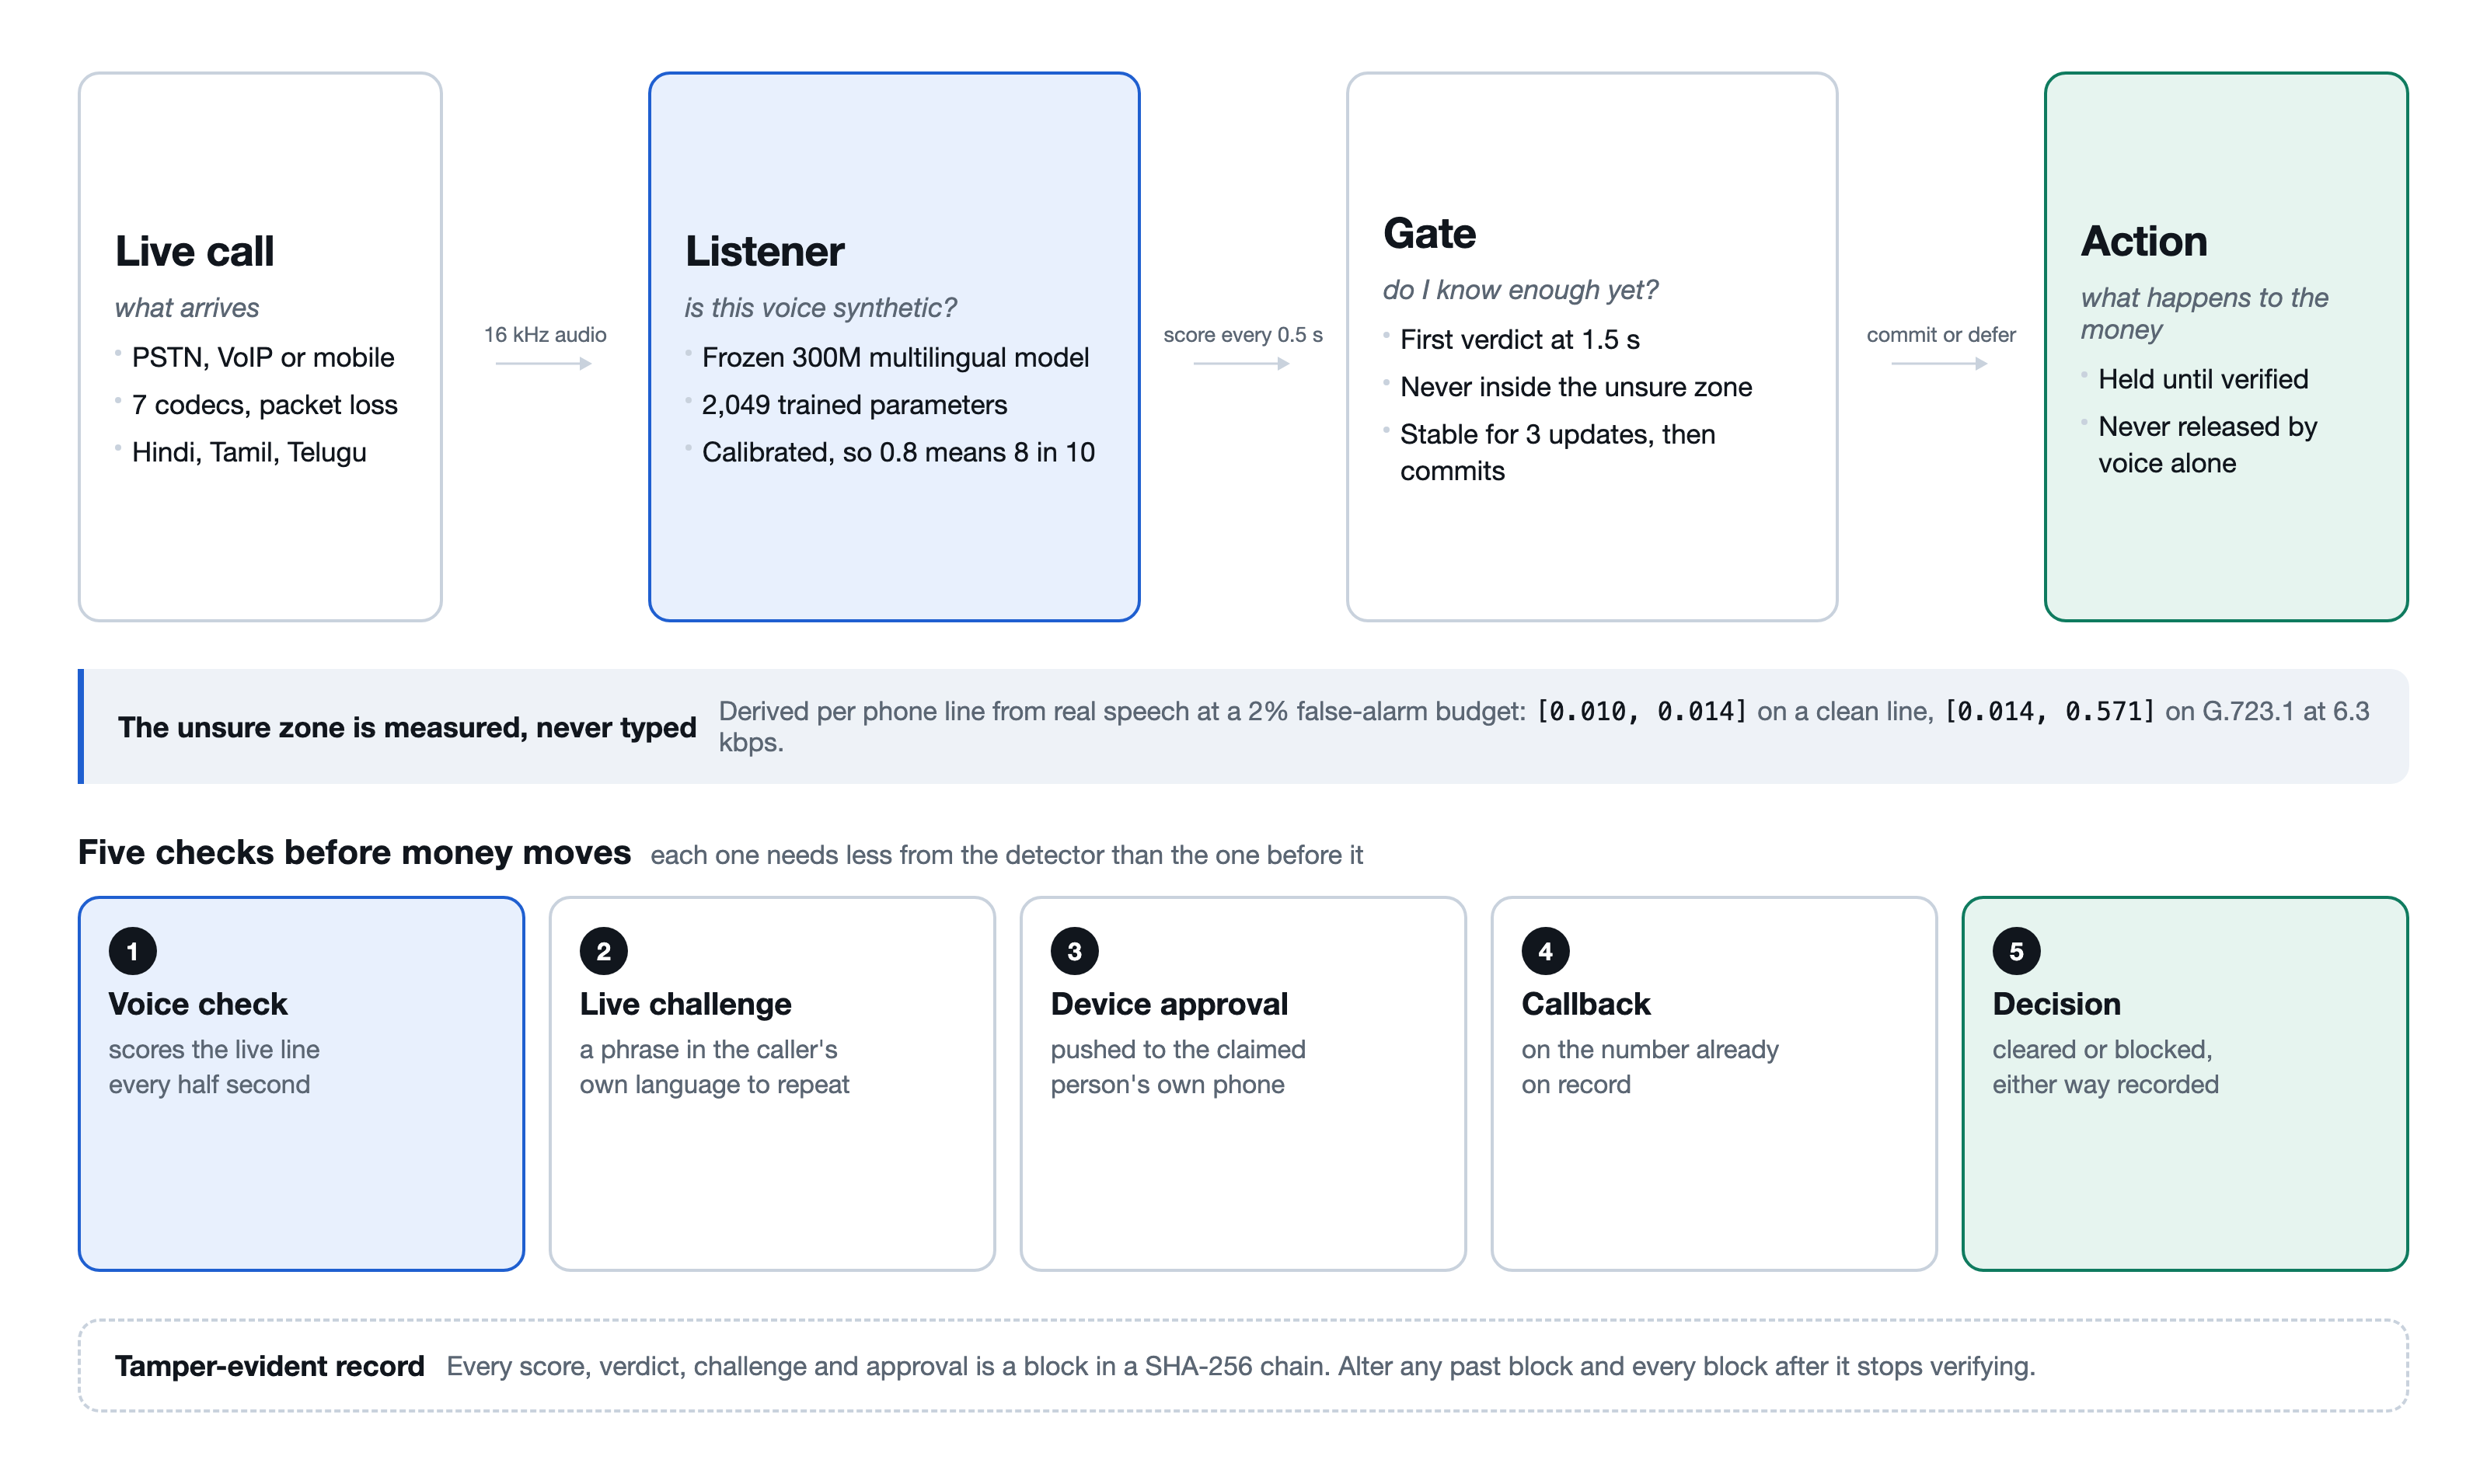 Live call
what arrives
PSTN, VoIP or mobile
7 codecs, packet loss
Hindi, Tamil, Telugu
16 kHz audio
Listener
is this voice synthetic?
Frozen 300M multilingual model
2,049 trained parameters
Calibrated, so 0.8 means 8 in 10
score every 0.5 s
Gate
do I know enough yet?
First verdict at 1.5 s
Never inside the unsure zone
Stable for 3 updates, then
commits
commit or defer
Action
what happens to the
money
Held until verified
Never released by
voice alone
The unsure zone is measured, never typed
Derived per phone line from real speech at a 2% false-alarm budget: [0.010, 0.014] on a clean line, [0.014, 0.571] on G.723.1 at 6.3
kbps.
Five checks before money moves each one needs less from the detector than the one before it
1
Voice check
scores the live line
every half second
2
Live challenge
a phrase in the caller's
own language to repeat
3
Device approval
pushed to the claimed
person's own phone
4
Callback
on the number already
on record
5
Decision
cleared or blocked,
either way recorded
Tamper-evident record Every score, verdict, challenge and approval is a block in a SHA-256 chain. Alter any past block and every block after it stops verifying.